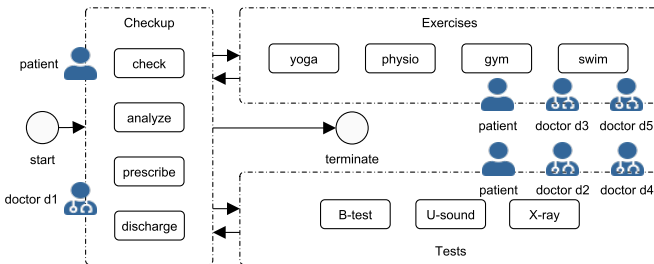 Checkup
Exercises
patient
check
yoga
physio
gym
swim
analyze
patient
doctor d3
doctor d5
start
terminate
prescribe
doctor d1
patient
doctor d2
doctor d4
discharge
B-test
U-sound
X-ray
Tests